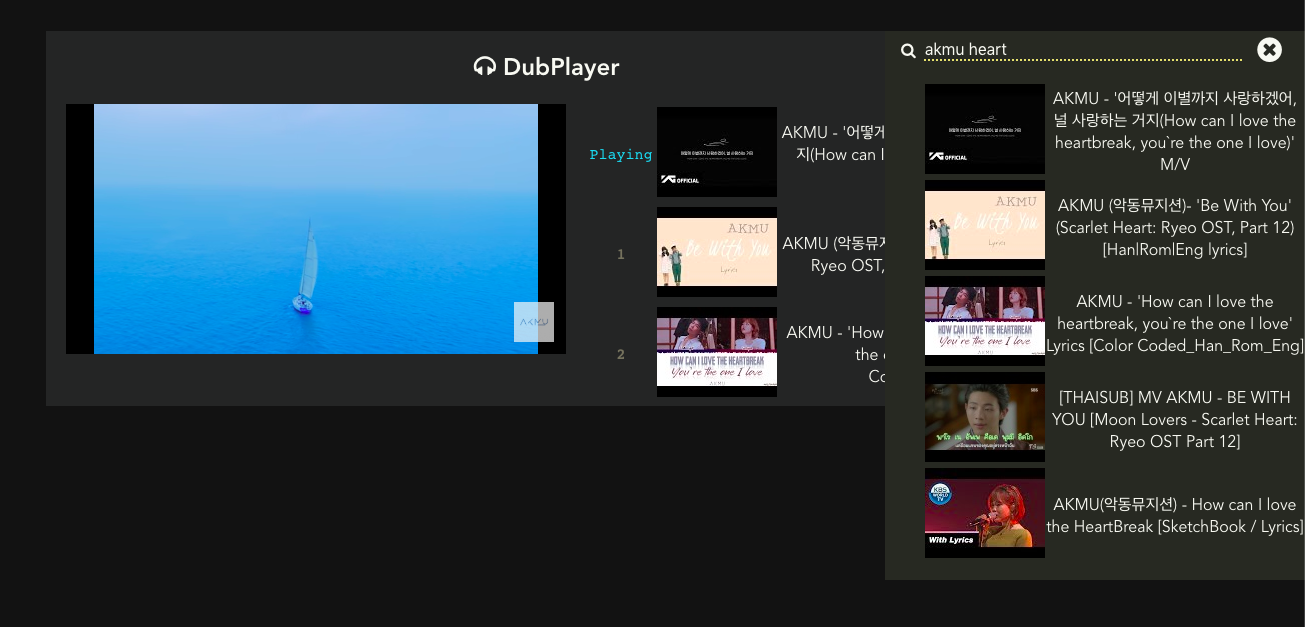 DubPlayer
AKMU
Playing
YG OFFICIAL
AKMU - '어떻게
지(How can I
1
AKMU
Be With You
Lyrics
AKMU (악동뮤지
Ryeo OST,
2
HOW CAN I LOVE THE HEARTBREAK
You're the one I love
AKMU
AKMU - 'How
the
Co
akmu heart
YG OFFICIAL
AKMU - '어떻게 이별까지 사랑하겠어,
널 사랑하는 거지(How can I love the
heartbreak, you`re the one I love)'
M/V
AKMU
Be With You
Lyrics
AKMU (악동뮤지션)- 'Be With You'
(Scarlet Heart: Ryeo OST, Part 12)
[Han|Rom|Eng lyrics]
HOW CAN I LOVE THE HEARTBREAK
You're the one I love
AKMU
AKMU - 'How can I love the
heartbreak, you`re the one I love'
Lyrics [Color Coded_Han_Rom_Eng]
SBS
[THAISUB] MV AKMU - BE WITH
YOU [Moon Lovers - Scarlet Heart:
Ryeo OST Part 12]
KBS
WORLD
TV
With Lyrics
AKMU(악동뮤지션) - How can I love
the HeartBreak [SketchBook / Lyrics]